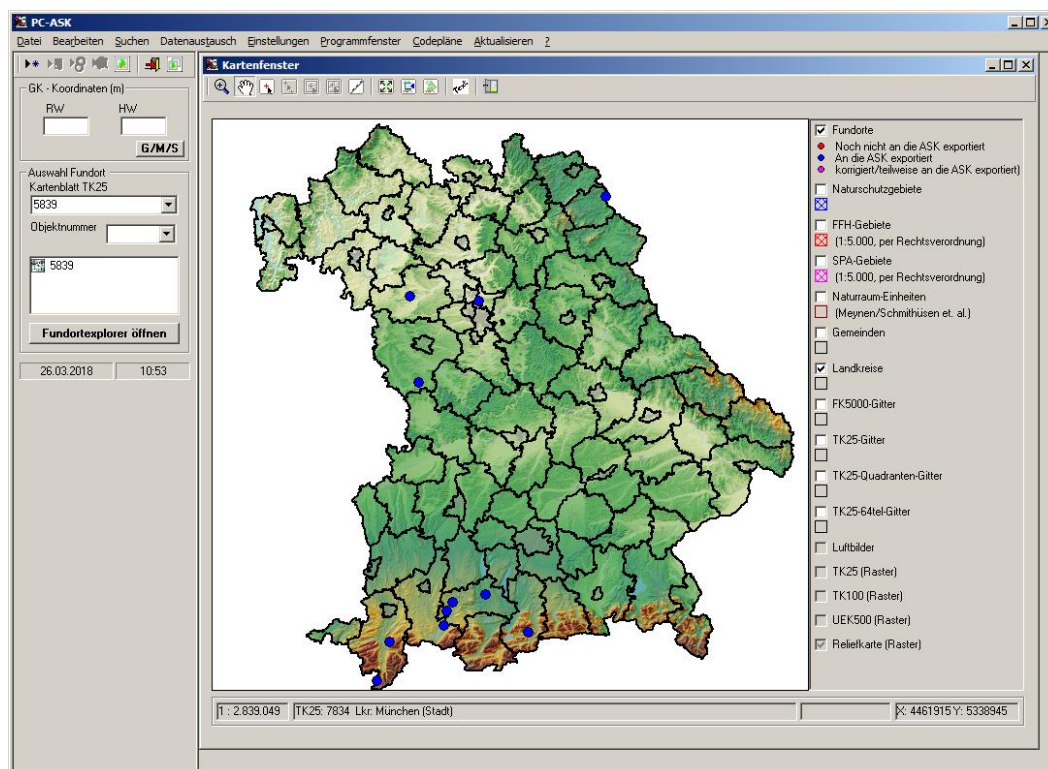 PC-ASK
Datei Bearbeiten Suchen Datenaustausch Einstellungen Programmfenster Codepläne Aktualisieren ?
GK - Koordinaten (m)
RW HW
G/M/S
Auswahl Fundort
Kartenblatt TK25
5839
Objektnummer
5839
Fundortexplorer öffnen
26.03.2018 10:53
Kartenfenster
Fundorte
Noch nicht an die ASK exportiert
An die ASK exportiert
korrigiert/teilweise an die ASK exportiert)
Naturschutzgebiete
FFH-Gebiete
(1:5.000, per Rechtsverordnung)
SPA-Gebiete
(1:5.000, per Rechtsverordnung)
Naturraum-Einheiten
(Meynen/Schmithüsen et. al.)
Gemeinden
Landkreise
FK5000-Gitter
TK25-Gitter
TK25-Quadranten-Gitter
TK25-64tel-Gitter
Luftbilder
TK25 (Raster)
TK100 (Raster)
UEK500 (Raster)
Reliefkarte (Raster)
1 : 2.839.049 TK25: 7834 Lkr: München (Stadt) X: 4461915 Y: 5338945